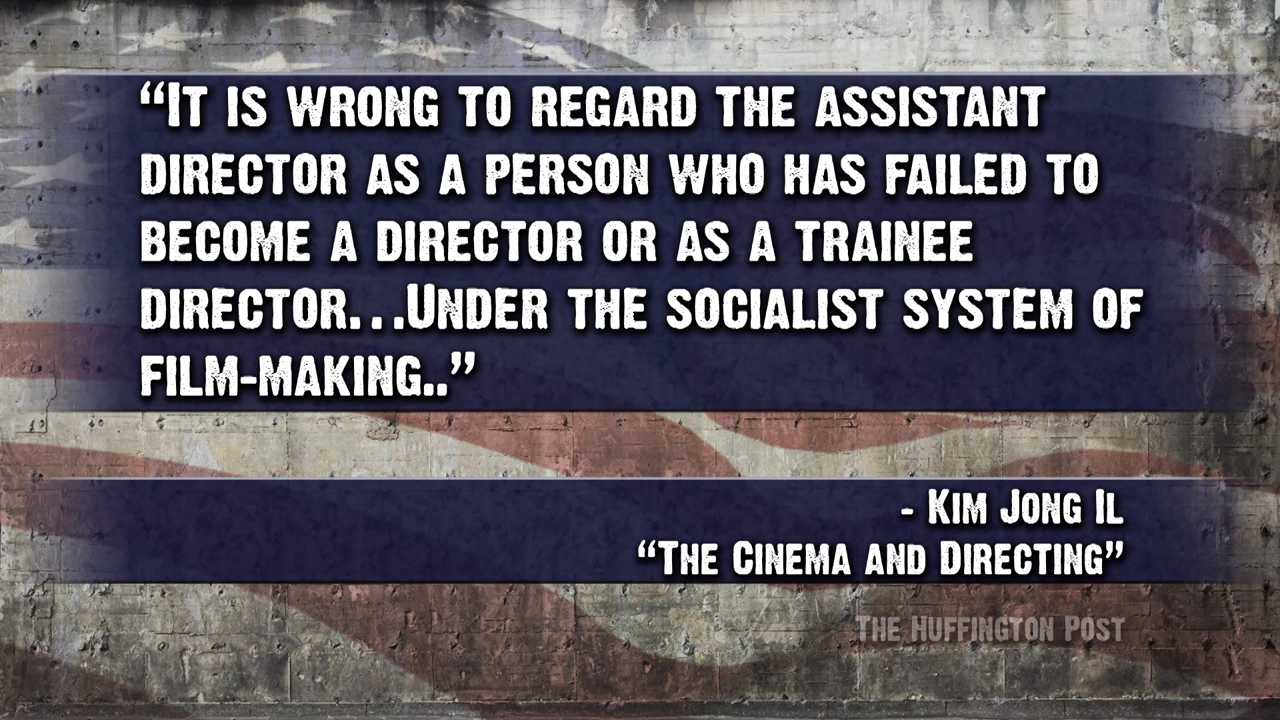 “It is wrong to regard the assistant
director as a person who has failed to
become a director or as a trainee
director...Under the socialist system of
film-making..”
- Kim Jong Il
“The Cinema and Directing”
The Huffington Post